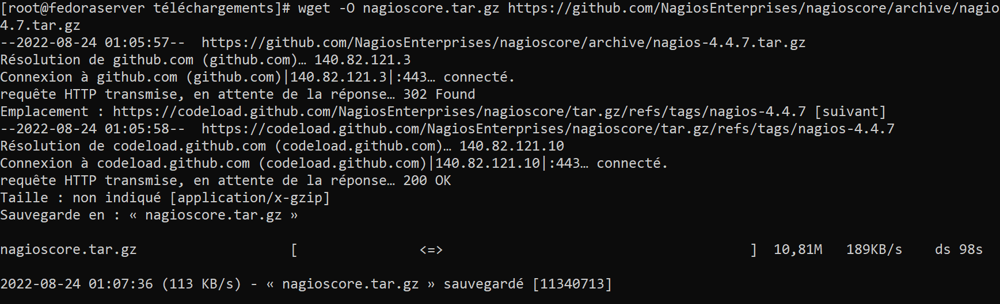 [root@fedoraserver téléchargements]# wget -O nagioscore.tar.gz https://github.com/NagiosEnterprises/nagioscore/archive/nagio
4.7.tar.gz
--2022-08-24 01:05:57--  https://github.com/NagiosEnterprises/nagioscore/archive/nagios-4.4.7.tar.gz
Résolution de github.com (github.com)… 140.82.121.3
Connexion à github.com (github.com)|140.82.121.3|:443… connecté.
requête HTTP transmise, en attente de la réponse… 302 Found
Emplacement : https://codeload.github.com/NagiosEnterprises/nagioscore/tar.gz/refs/tags/nagios-4.4.7 [suivant]
--2022-08-24 01:05:58--  https://codeload.github.com/NagiosEnterprises/nagioscore/tar.gz/refs/tags/nagios-4.4.7
Résolution de codeload.github.com (codeload.github.com)… 140.82.121.10
Connexion à codeload.github.com (codeload.github.com)|140.82.121.10|:443… connecté.
requête HTTP transmise, en attente de la réponse… 200 OK
Taille : non indiqué [application/x-gzip]
Sauvegarde en : « nagioscore.tar.gz »
nagioscore.tar.gz                   [               <=>                                      ]  10,81M   189KB/s    ds 98s
2022-08-24 01:07:36 (113 KB/s) - « nagioscore.tar.gz » sauvegardé [11340713]